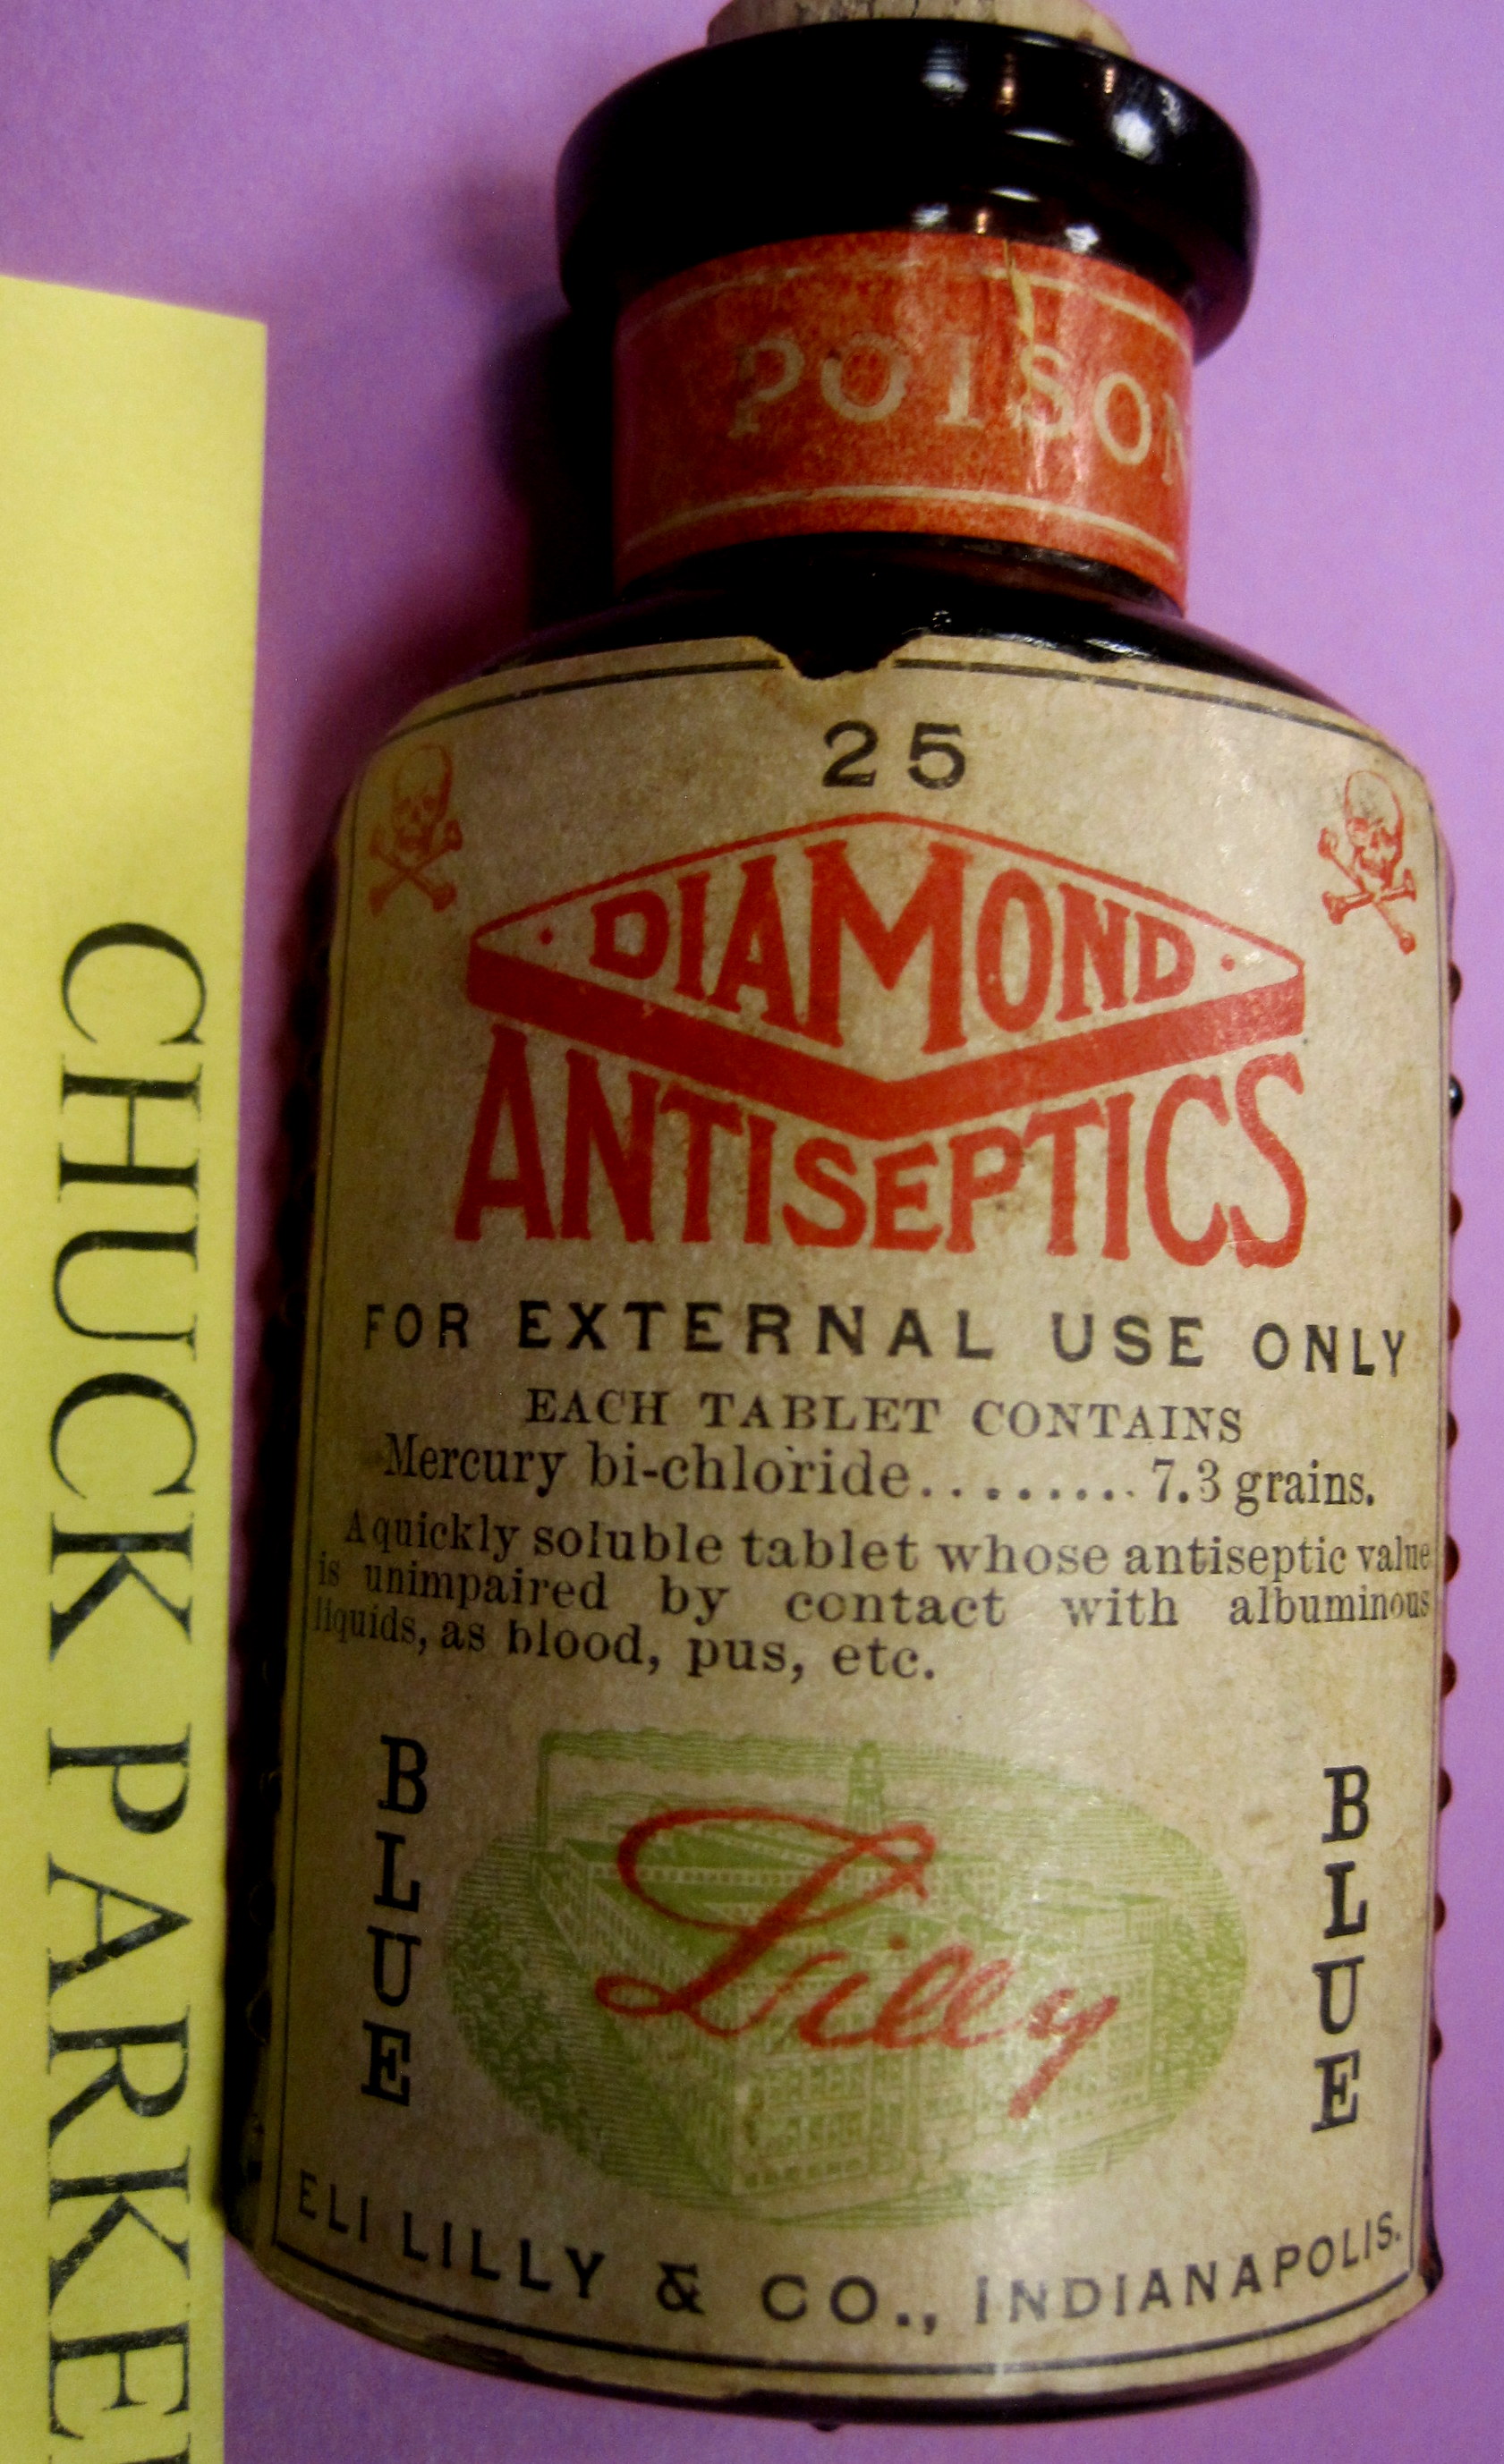 POISON
25
DIAMOND
ANTISEPTICS
FOR EXTERNAL USE ONLY
EACH TABLET CONTAINS
Mercury bi-chloride......... 7.3 grains.
A quickly soluble tablet whose antiseptic value
is unimpaired by contact with albuminous
liquids, as blood, pus, etc.
BLUE
Lilly
BLUE
ELI LILLY & CO., INDIANAPOLIS.
CHUCK PARKE